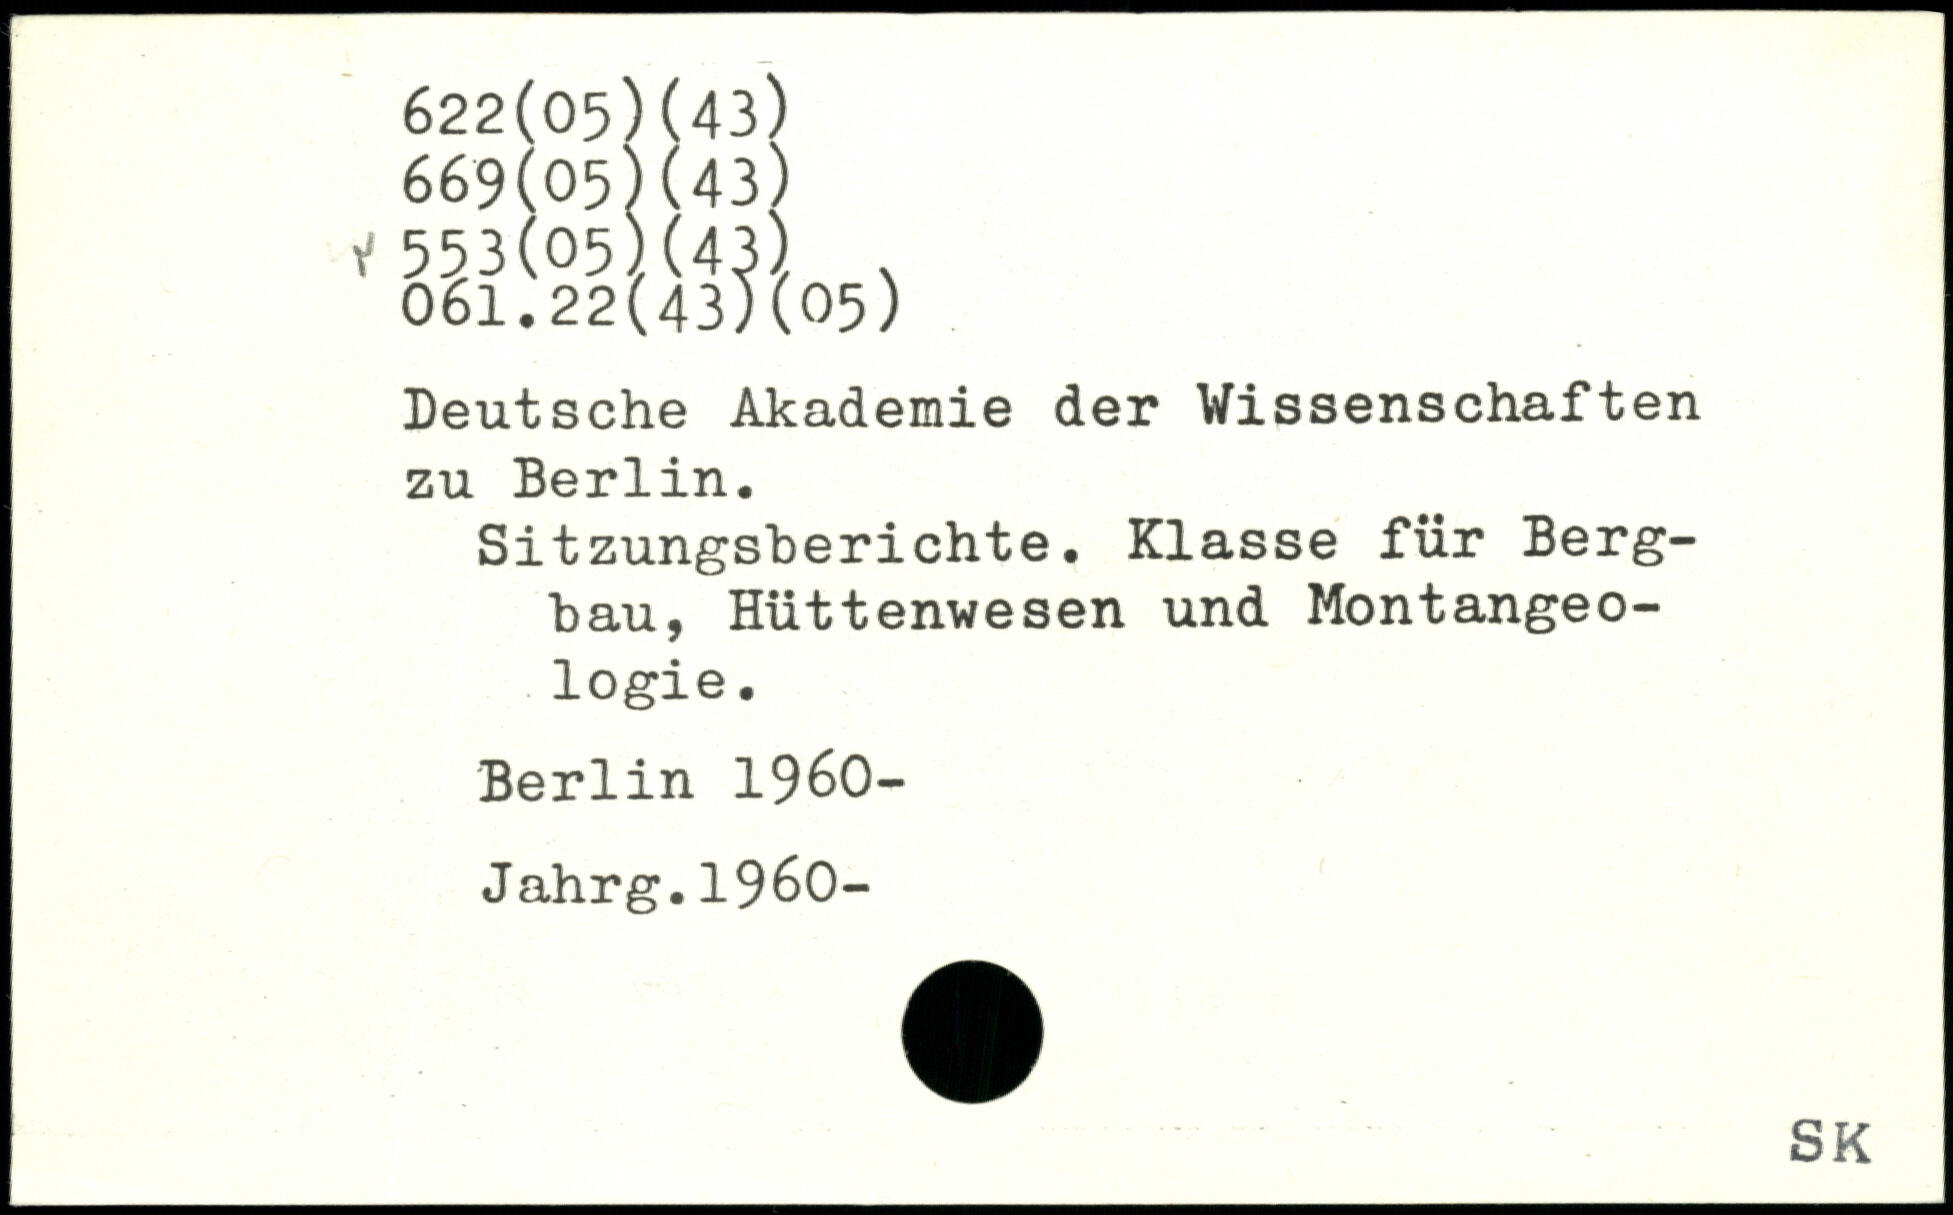 622(05)(43)
669(05)(43)
553(05)(43)
061.22(43)(05)
Deutsche Akademie der Wissenschaften
zu Berlin.
Sitzungsberichte. Klasse für Berg-
bau, Hüttenwesen und Montangeo-
logie.
Berlin 1960-
Jahrg.1960-
SK